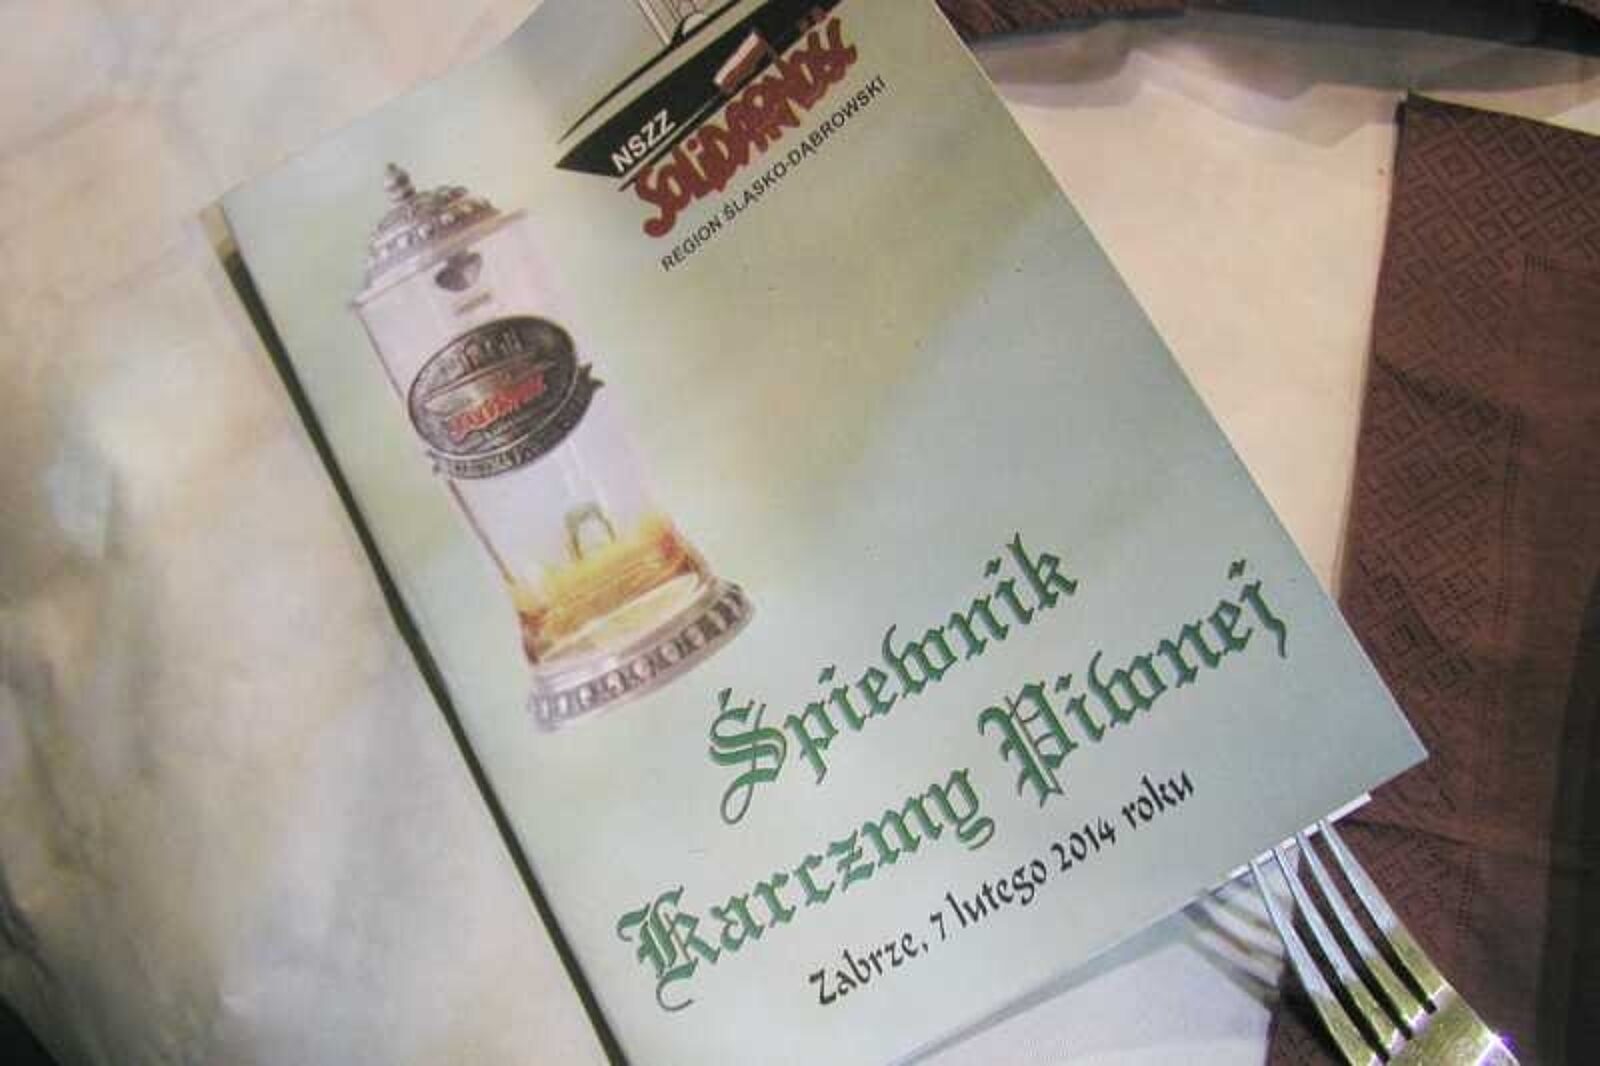 NSZZ
SOLIDARNOŚĆ
REGION ŚLĄSKO-DĄBROWSKI
Śpiewnik
Karczmy Piwnej
Zabrze, 7 lutego 2014 roku